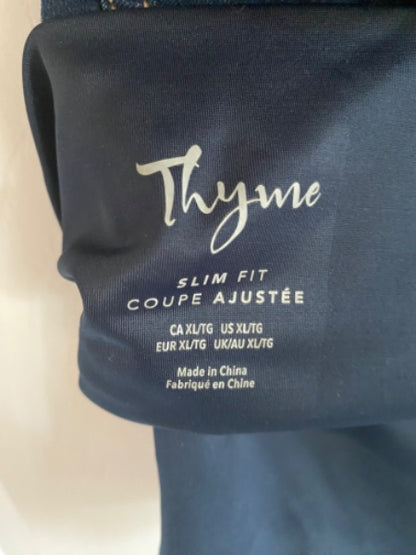 Thyme
SLIM FIT
COUPE AJUSTÉE
CA XL/TG US XL/TG
EUR XL/TG UK/AU XL/TG
Made in China
Fabriqué en Chine